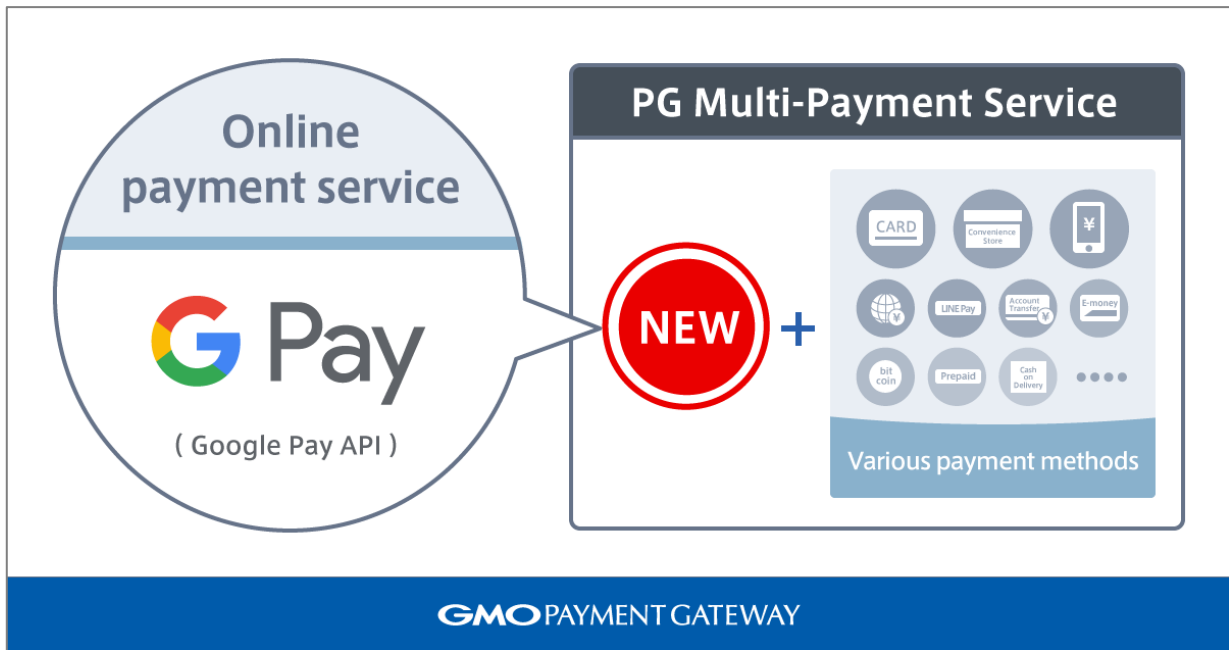 Online
payment service
G Pay
( Google Pay API )
PG Multi-Payment Service
NEW
+
CARD
Convenience
Store
¥
¥
LINE Pay
Account
Transfer
¥
E-money
bit
coin
Prepaid
Cash
on
Delivery
Various payment methods
GMO PAYMENT GATEWAY